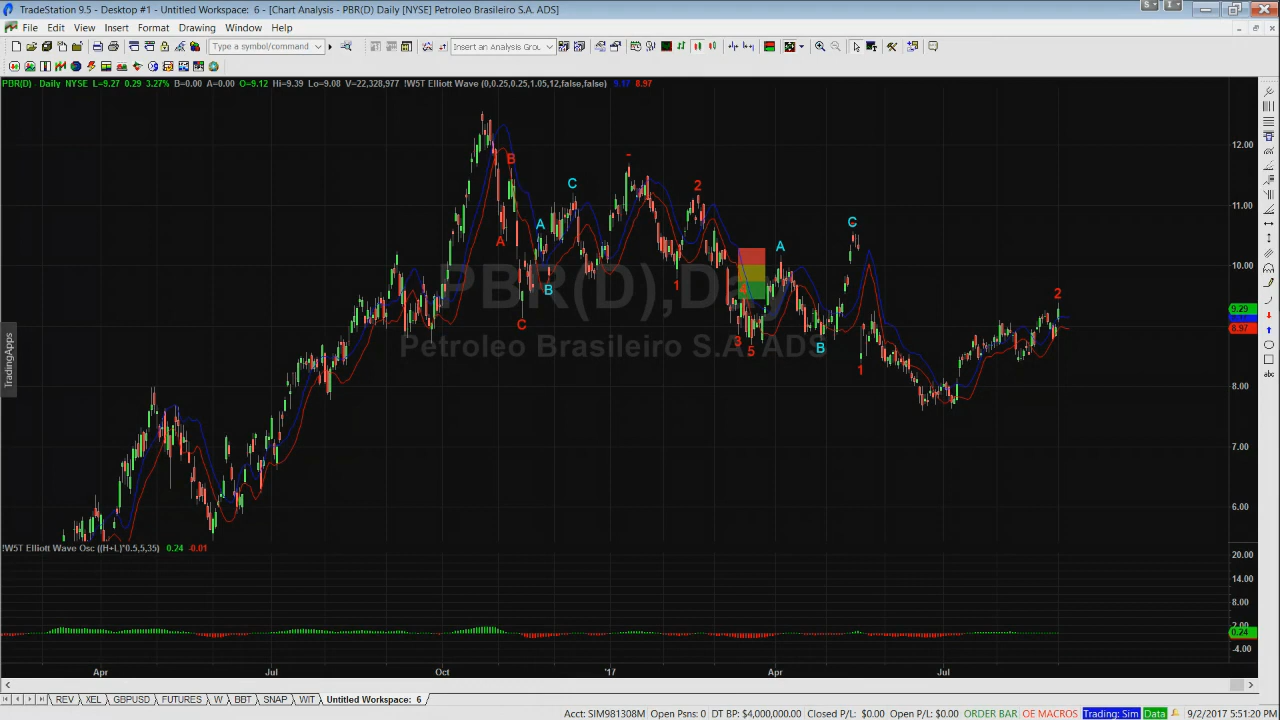 TradeStation 9.5 - Desktop #1 - Untitled Workspace: 6 - [Chart Analysis - PBR(D) Daily [NYSE] Petroleo Brasileiro S.A. ADS]
File Edit View Insert Format Drawing Window Help
Type a symbol/command
Insert an Analysis Group
PBR(D) Daily NYSE L=9.27 0.29 3.27% B=0.00 A=0.00 O=9.12 Hi=9.39 Lo=9.08 V=22,328,977 !W5T Elliott Wave (0,0.25,0.25,1.05,12,false,false) 9.17 8.97
12.00
B
C
-
2
11.00
A
C
A
A
10.00
PBR(D),Daily
B
4
2
9.29
C
1
8.97
3
5
B
Petroleo Brasileiro S.A. ADS
TradingApps
1
8.00
7.00
6.00
!W5T Elliott Wave Osc ((H+L)*0.5,5,35) 0.24 -0.01
20.00
14.00
8.00
2.00
0.24
-4.00
Apr Jul Oct '17 Apr Jul
REV XEL GBPUSD FUTURES W BBT SNAP WIT Untitled Workspace: 6
Acct: SIM981308M Open Psns: 0 DT BP: $4,000,000.00 Closed P/L: $0.00 Open P/L: $0.00 ORDER BAR OE MACROS Trading: Sim Data 9/2/2017 5:51:20 PM